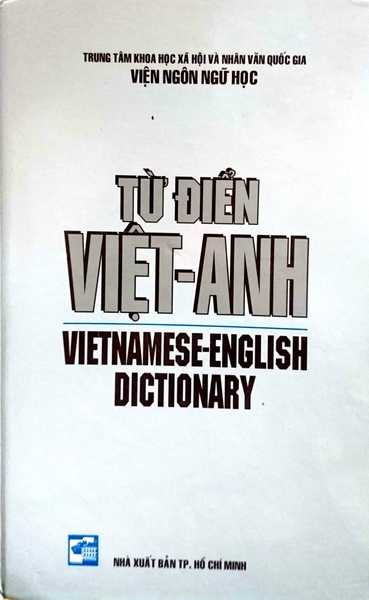 TRUNG TÂM KHOA HỌC XÃ HỘI VÀ NHÂN VĂN QUỐC GIA
VIỆN NGÔN NGỮ HỌC
TỪ ĐIỂN
VIỆT-ANH
VIETNAMESE-ENGLISH
DICTIONARY
NHÀ XUẤT BẢN TP. HỒ CHÍ MINH